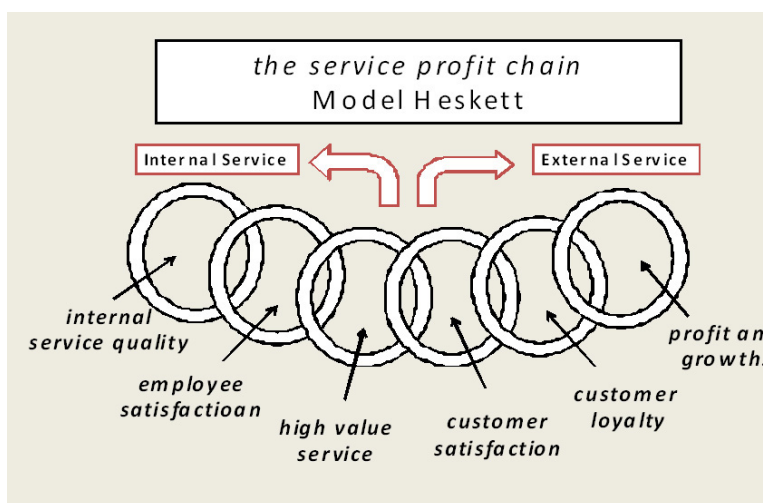 the service profit chain
Model Heskett
Internal Service
External Service
internal
service quality
employee
satisfactioan
high value
service
customer
satisfaction
customer
loyalty
profit an
growth